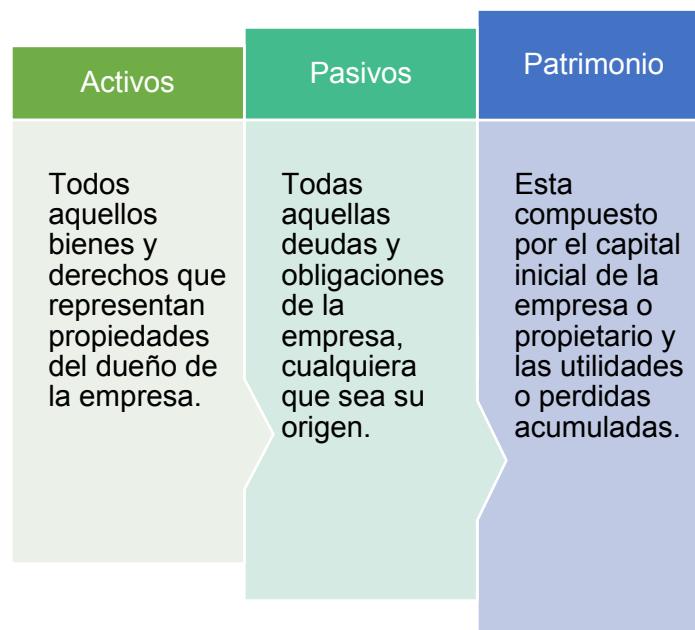 Activos
Todos
aquellos
bienes y
derechos que
representan
propiedades
del dueño de
la empresa.
Pasivos
Todas
aquellas
deudas y
obligaciones
de la
empresa,
cualquiera
que sea su
origen.
Patrimonio
Esta
compuesto
por el capital
inicial de la
empresa o
propietario y
las utilidades
o perdidas
acumuladas.